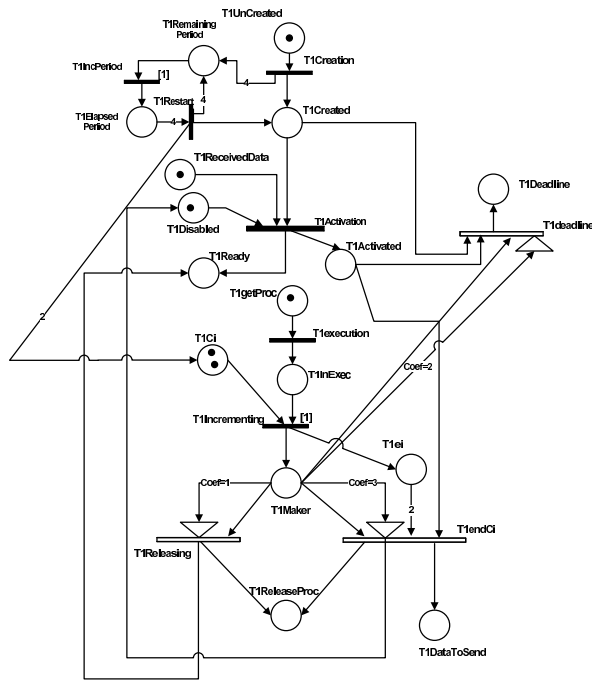 T1UnCreated
T1Remaining
Period
T1Creation
T1IncPeriod
[1]
4
T1Restart
4
T1Created
T1Elapsed
Period
4
T1ReceivedData
T1Deadline
T1Disabled
T1Activation
T1deadline
T1Activated
T1Ready
T1getProc
2
T1execution
T1Ci
Coef=2
T1InExec
T1Incrementing
[1]
T1ei
Coef=1
Coef=3
2
T1Maker
T1endCi
T1Releasing
T1ReleaseProc
T1DataToSend